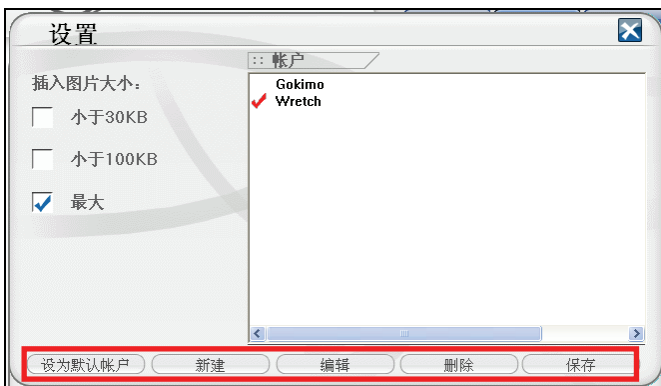 设置
:: 帐户
插入图片大小：
小于30KB
小于100KB
最大
Gokimo
Wretch
设为默认帐户 新建 编辑 删除 保存